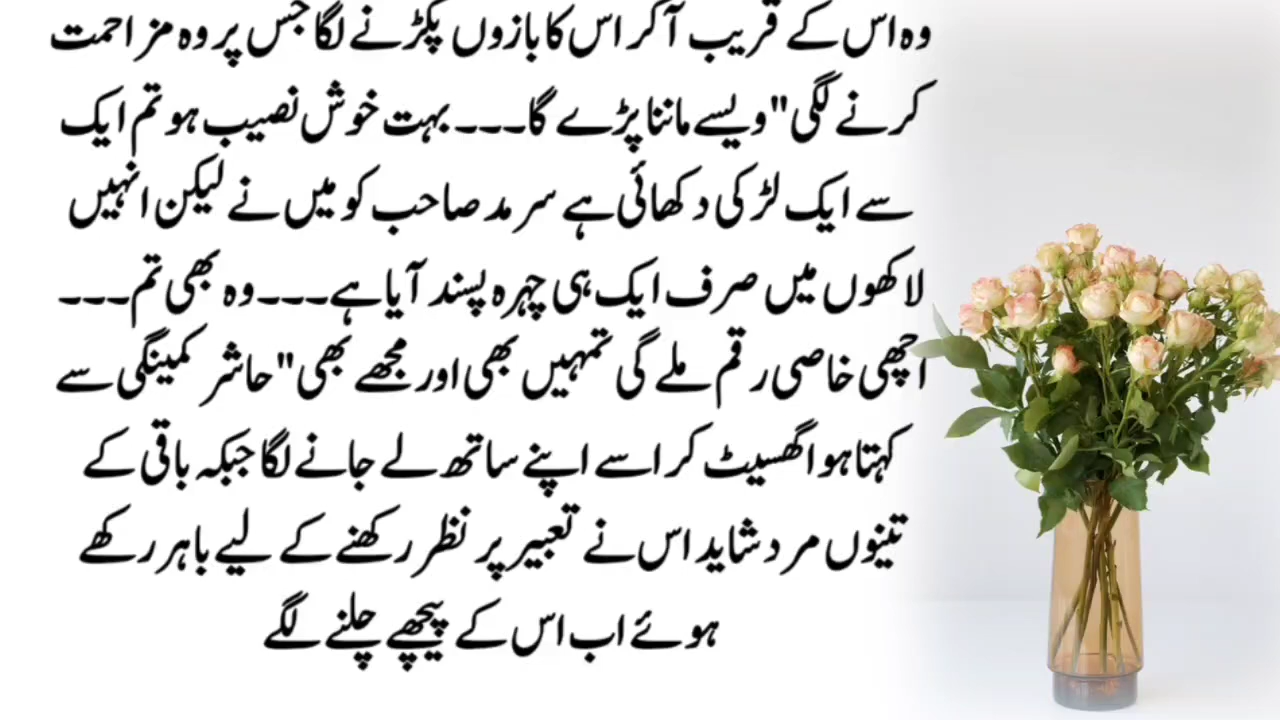 وہ اس کے قریب آ کر اس کا بازوں پکڑنے لگا جس پر وہ مزاحمت
کرنے لگی "ویسے ماننا پڑے گا۔۔۔ بہت خوش نصیب ہو تم ایک
سے ایک لڑکی دکھائی ہے سرمد صاحب کو میں نے لیکن انہیں
لاکھوں میں صرف ایک ہی چہرہ پسند آیا ہے۔۔۔ وہ بھی تم۔۔۔
اچھی خاصی رقم ملے گی تمہیں بھی اور مجھے بھی" حاشر کمینگی سے
کہتا ہوا گھسیٹ کر اسے اپنے ساتھ لے جانے لگا جبکہ باقی کے
تینوں مرد شاید اس نے تعبیر پر نظر رکھنے کے لیے باہر رکھے
ہوئے اب اس کے پیچھے چلنے لگے